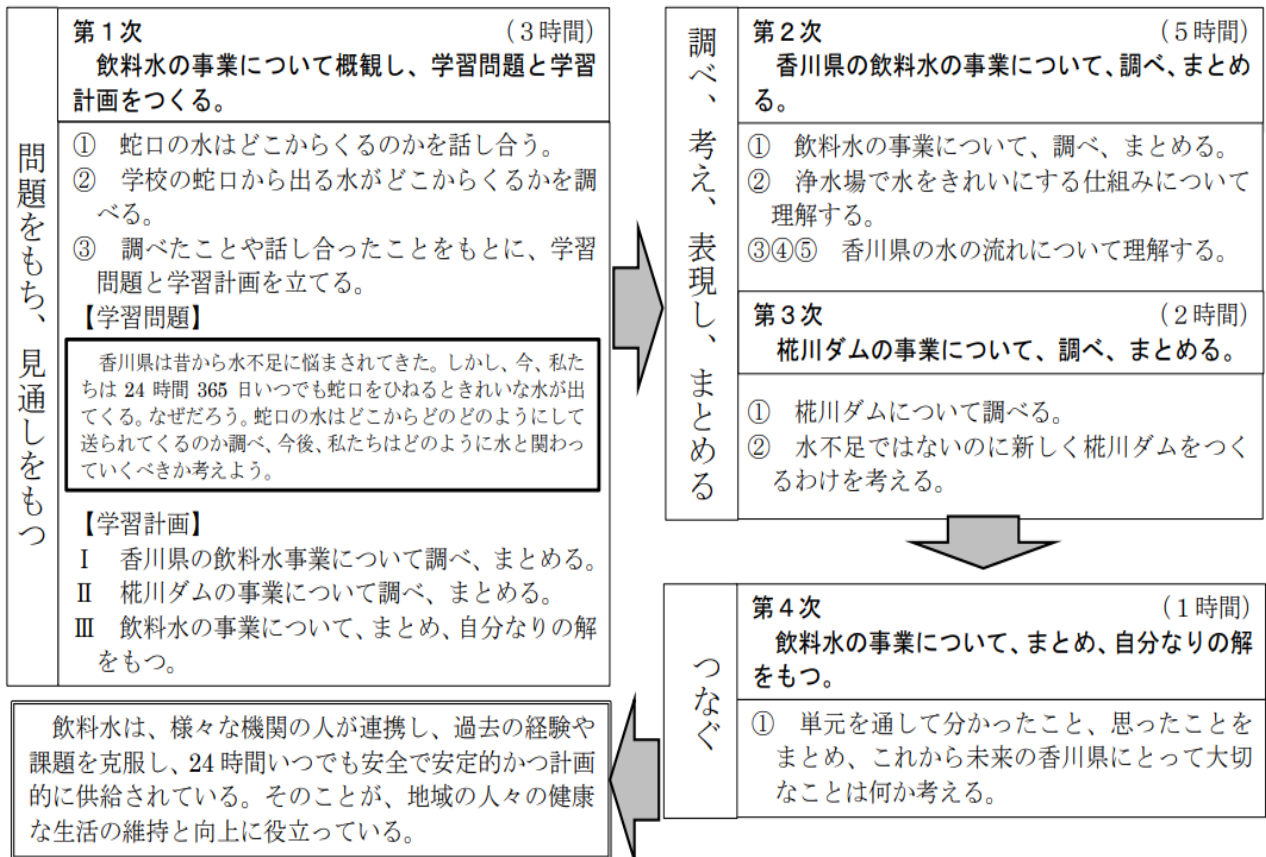 問題をもち、見通しをもつ
第1次 (3時間)
飲料水の事業について概観し、学習問題と学習
計画をつくる。
① 蛇口の水はどこからくるのかを話し合う。
② 学校の蛇口から出る水がどこからくるかを調
べる。
③ 調べたことや話し合ったことをもとに、学習
問題と学習計画を立てる。
【学習問題】
香川県は昔から水不足に悩まされてきた。しかし、今、私た
ちは 24 時間 365 日いつでも蛇口をひねるときれいな水が出
てくる。なぜだろう。蛇口の水はどこからどのどのようにして
送られてくるのか調べ、今後、私たちはどのように水と関わっ
ていくべきか考えよう。
【学習計画】
Ⅰ 香川県の飲料水事業について調べ、まとめる。
Ⅱ 椛川ダムの事業について調べ、まとめる。
Ⅲ 飲料水の事業について、まとめ、自分なりの解
をもつ。
調べ、考え、表現し、まとめる
第2次 (5時間)
香川県の飲料水の事業について、調べ、まとめ
る。
① 飲料水の事業について、調べ、まとめる。
② 浄水場で水をきれいにする仕組みについて
理解する。
③④⑤ 香川県の水の流れについて理解する。
第3次 (2時間)
椛川ダムの事業について、調べ、まとめる。
① 椛川ダムについて調べる。
② 水不足ではないのに新しく椛川ダムをつく
るわけを考える。
つなぐ
第4次 (1時間)
飲料水の事業について、まとめ、自分なりの解
をもつ。
① 単元を通して分かったこと、思ったことを
まとめ、これから未来の香川県にとって大切
なことは何か考える。
飲料水は、様々な機関の人が連携し、過去の経験や
課題を克服し、24 時間いつでも安全で安定的かつ計画
的に供給されている。そのことが、地域の人々の健康
な生活の維持と向上に役立っている。